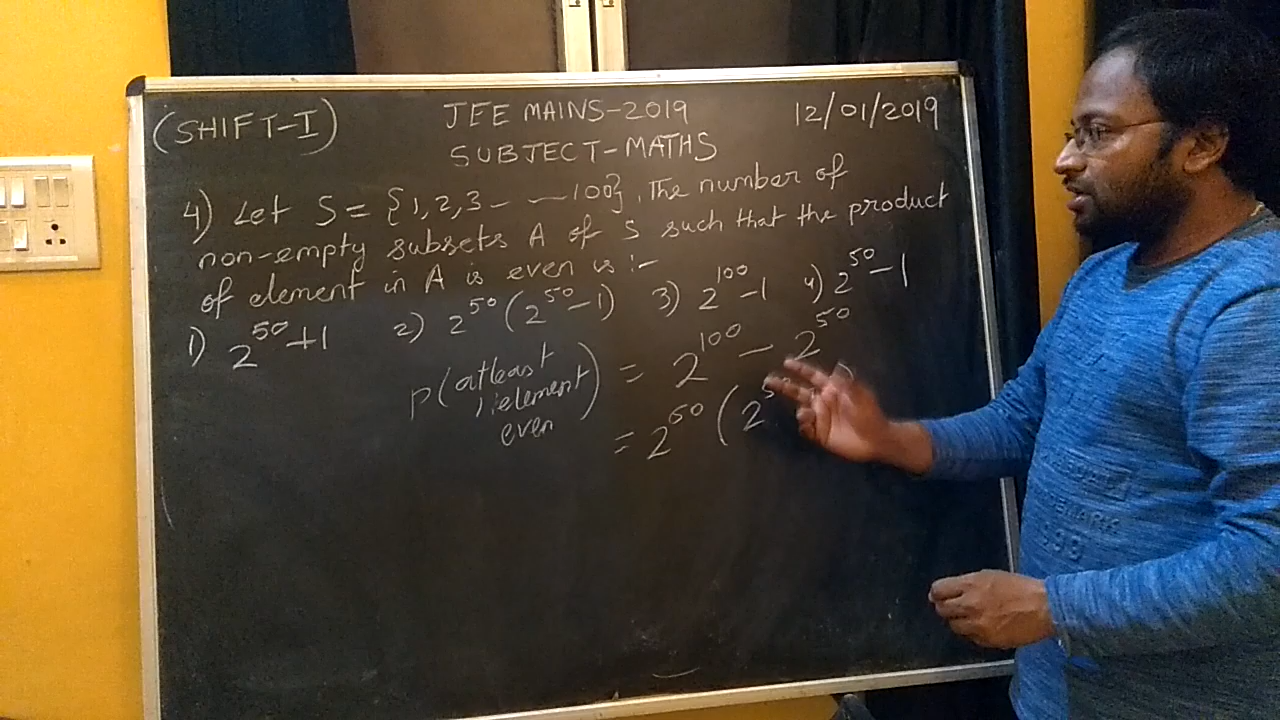 (SHIFT-I) JEE MAINS-2019 12/01/2019
SUBJECT-MATHS
4) Let S = {1, 2, 3 - - — 100}. The number of
non-empty subsets A of S such that the product
of element in A is even is :-
1) 2^50 + 1 2) 2^50 (2^50 - 1) 3) 2^100 - 1 4) 2^50 - 1
P(atleast 1 element even) = 2^100 - 2^50
= 2^50 (2